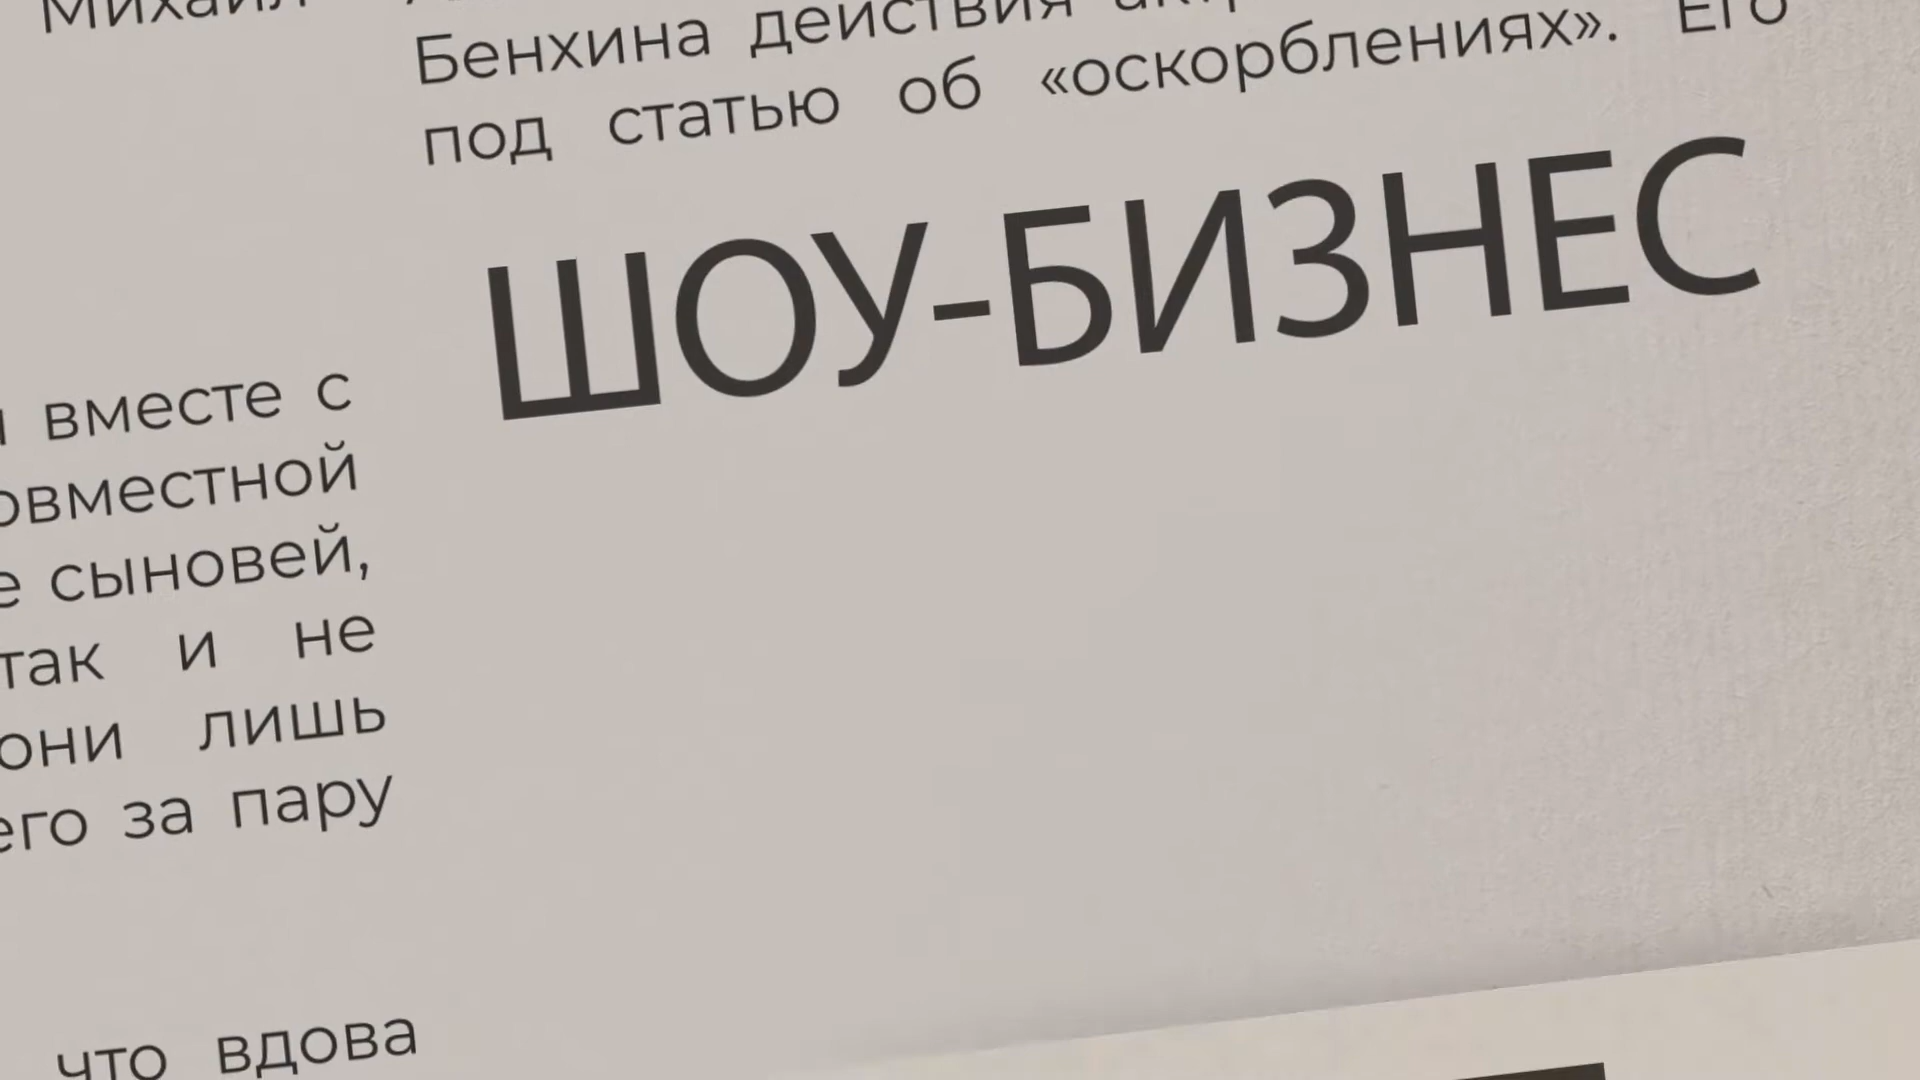 Михаил
Бенхина действия
под статью об «оскорблениях». Его
ШОУ-БИЗНЕС
вместе с
овместной
е сыновей,
так и не
они лишь
его за пару
что вдова